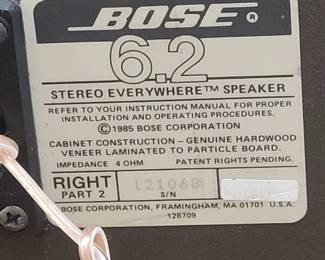 BOSE®
6.2
STEREO EVERYWHERE™ SPEAKER
REFER TO YOUR INSTRUCTION MANUAL FOR PROPER
INSTALLATION AND OPERATING PROCEDURES.
©1985 BOSE CORPORATION
CABINET CONSTRUCTION – GENUINE HARDWOOD
VENEER LAMINATED TO PARTICLE BOARD.
IMPEDANCE 4 OHM PATENT RIGHTS PENDING.
RIGHT 121068
PART 2 S/N
BOSE CORPORATION, FRAMINGHAM, MA 01701 U.S.A.
128709